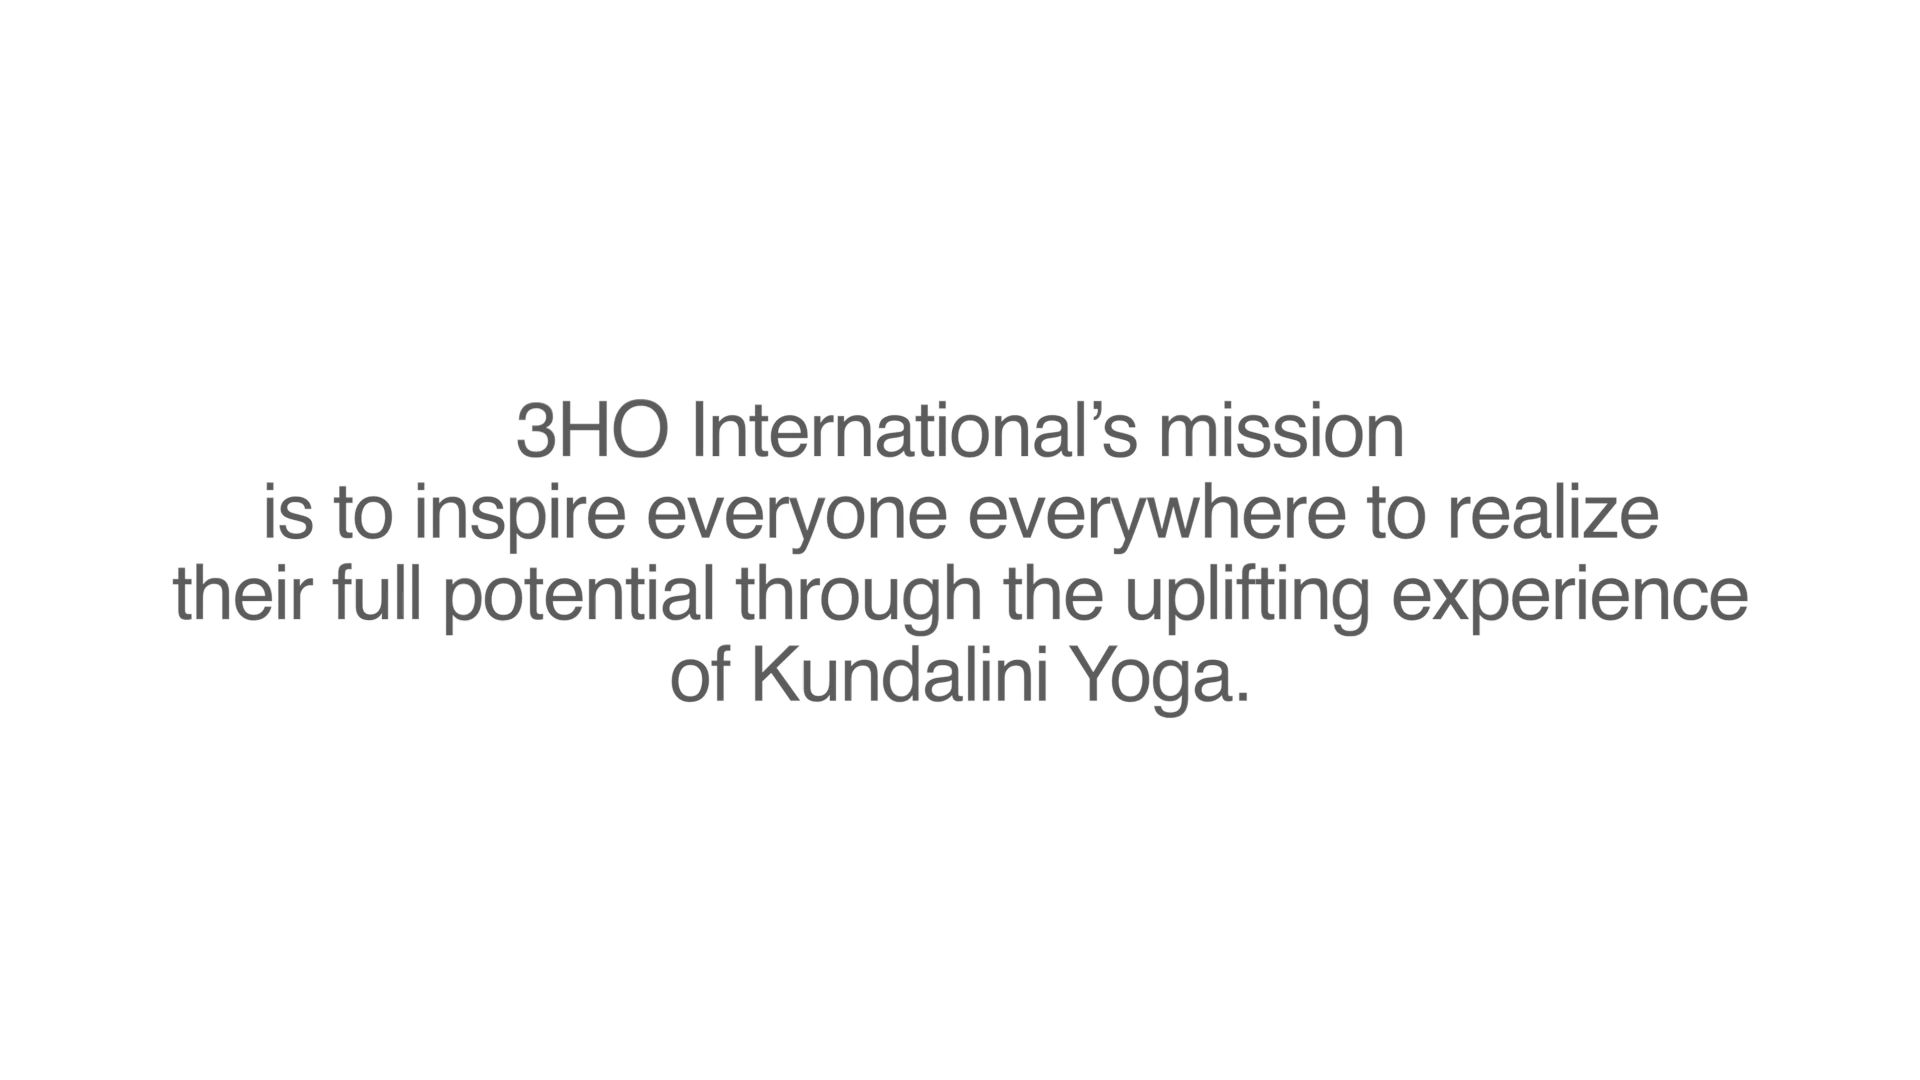 3HO International’s mission
is to inspire everyone everywhere to realize
their full potential through the uplifting experience
of Kundalini Yoga.